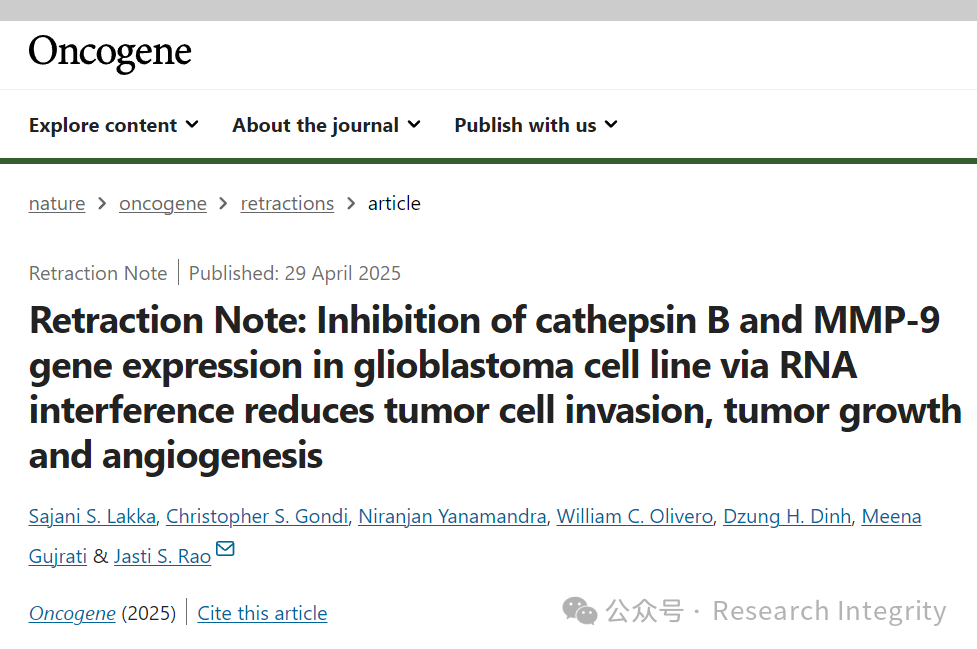 Oncogene
Explore content About the journal Publish with us
nature > oncogene > retractions > article
Retraction Note | Published: 29 April 2025
Retraction Note: Inhibition of cathepsin B and MMP-9
gene expression in glioblastoma cell line via RNA
interference reduces tumor cell invasion, tumor growth
and angiogenesis
Sajani S. Lakka, Christopher S. Gondi, Niranjan Yanamandra, William C. Olivero, Dzung H. Dinh, Meena
Gujrati & Jasti S. Rao
Oncogene (2025) | Cite this article
公众号 · Research Integrity